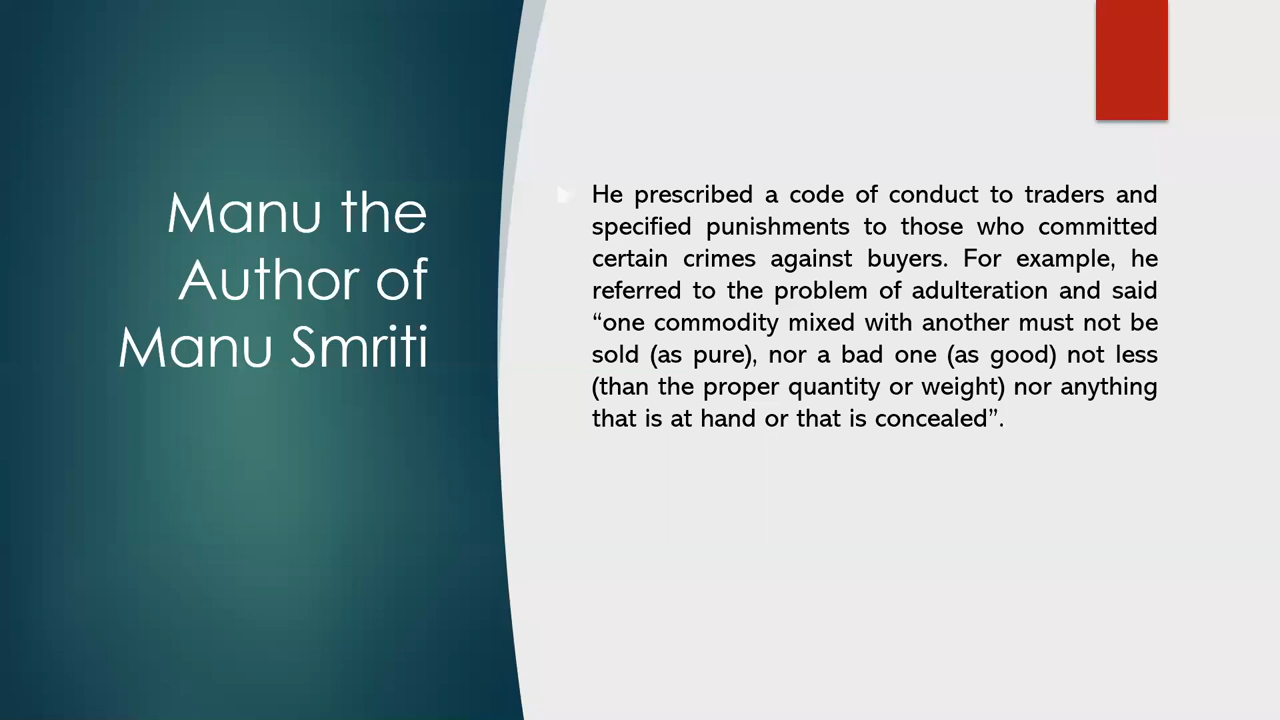 Manu the
Author of
Manu Smriti
He prescribed a code of conduct to traders and
specified punishments to those who committed
certain crimes against buyers. For example, he
referred to the problem of adulteration and said
“one commodity mixed with another must not be
sold (as pure), nor a bad one (as good) not less
(than the proper quantity or weight) nor anything
that is at hand or that is concealed”.